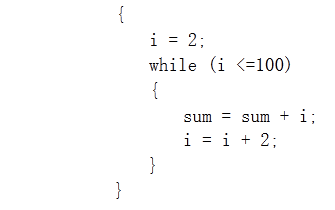 {
i = 2;
while (i <=100)
{
sum = sum + i;
i = i + 2;
}
}